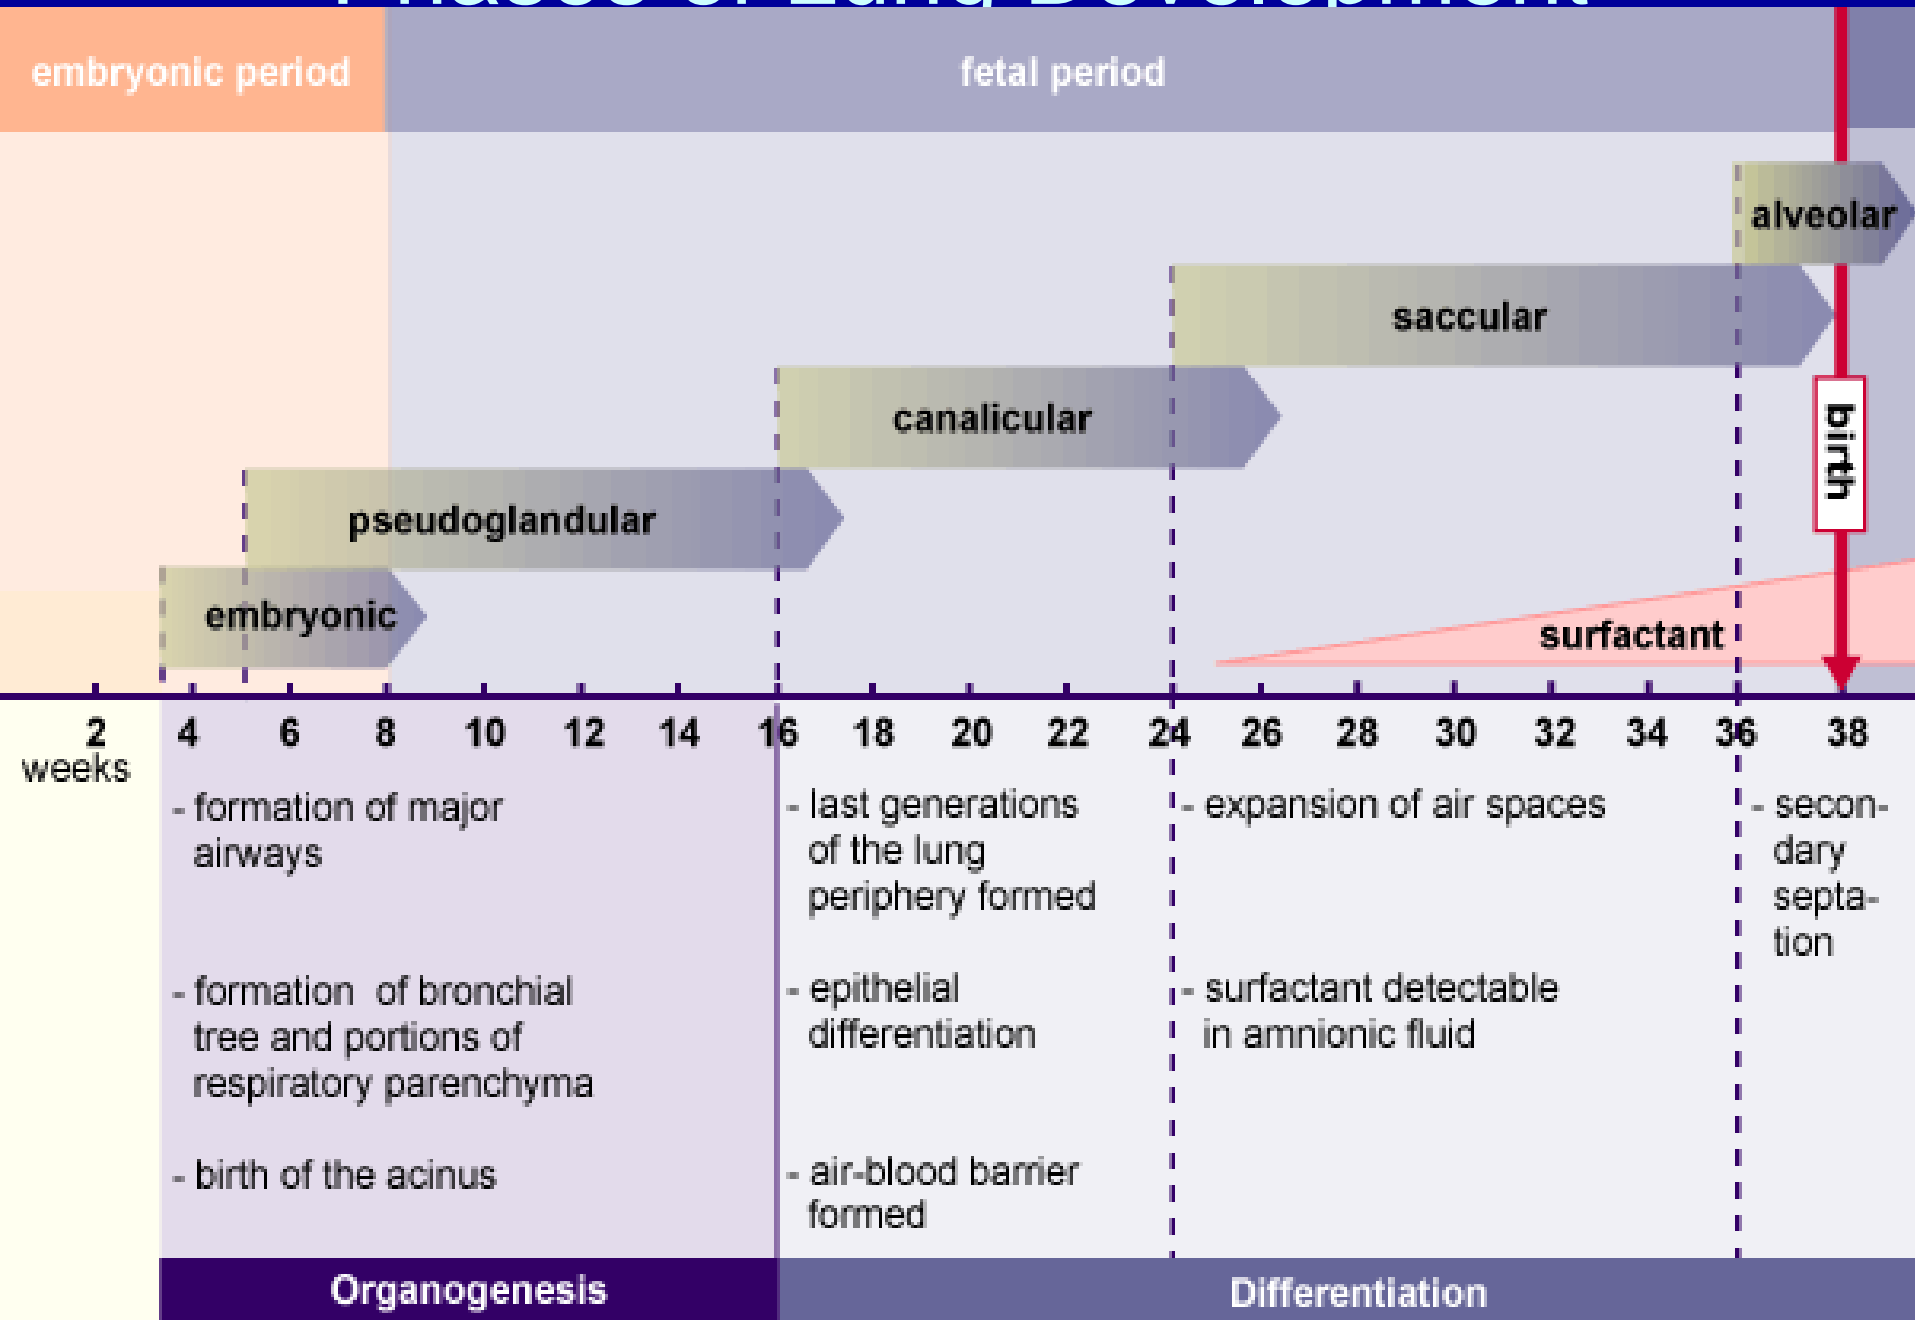 Phases of Lung Development
embryonic period
fetal period
alveolar
saccular
canalicular
pseudoglandular
embryonic
birth
surfactant
2 4 6 8 10 12 14 16 18 20 22 24 26 28 30 32 34 36 38
weeks
- formation of major
airways
- formation of bronchial
tree and portions of
respiratory parenchyma
- birth of the acinus
- last generations
of the lung
periphery formed
- epithelial
differentiation
- air-blood barrier
formed
- expansion of air spaces
- surfactant detectable
in amnionic fluid
- secon-
dary
septa-
tion
Organogenesis
Differentiation